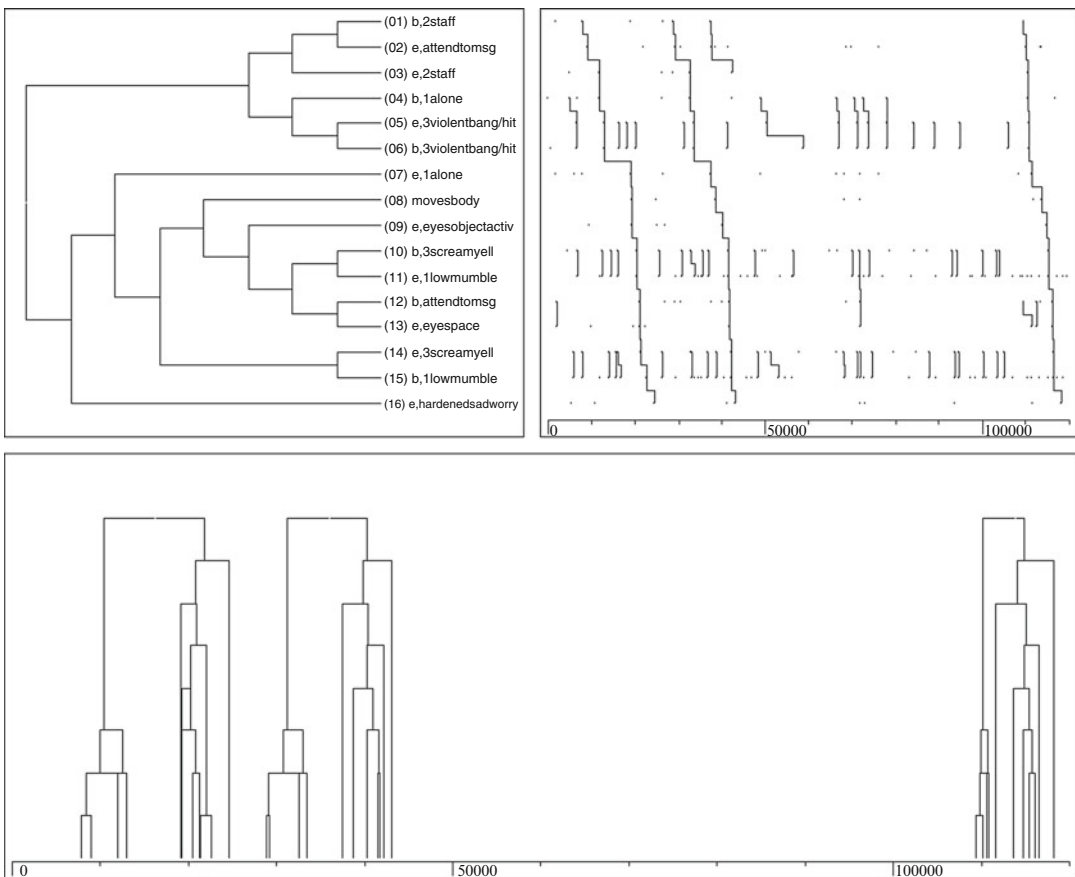 (01) b,2staff
(02) e,attendtomsg
(03) e,2staff
(04) b,1alone
(05) e,3violentbang/hit
(06) b,3violentbang/hit
(07) e,1alone
(08) movesbody
(09) e,eyesobjectactiv
(10) b,3screamyell
(11) e,1lowmumble
(12) b,attendtomsg
(13) e,eyespace
(14) e,3screamyell
(15) b,1lowmumble
(16) e,hardenedsadworry
0 50000 100000
0 50000 100000